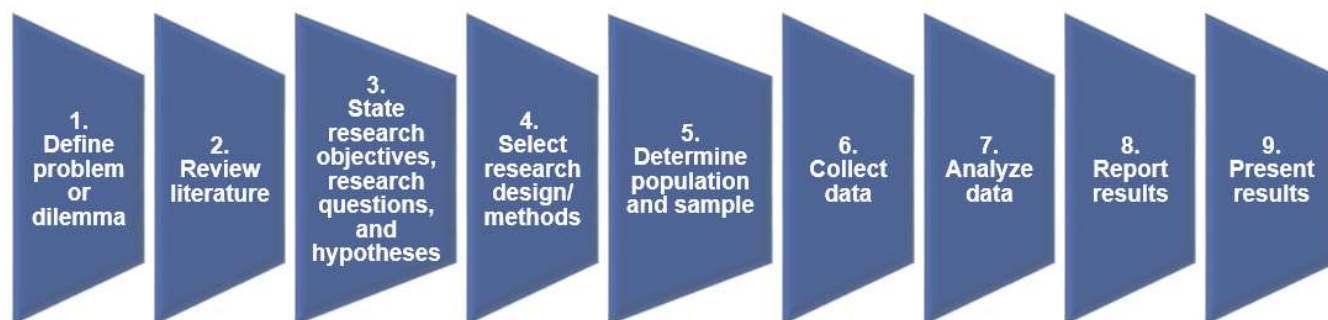 1.
Define
problem
or
dilemma
2.
Review
literature
3.
State
research
objectives,
research
questions,
and
hypotheses
4.
Select
research
design/
methods
5.
Determine
population
and sample
6.
Collect
data
7.
Analyze
data
8.
Report
results
9.
Present
results